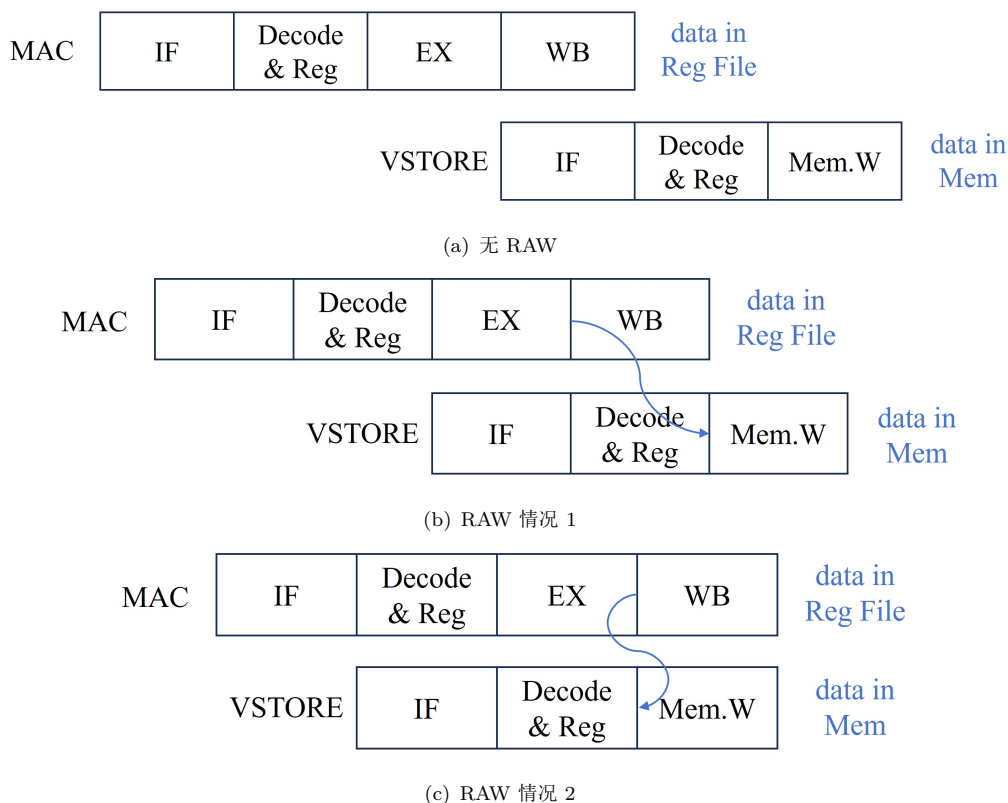 MAC
IF
Decode
& Reg
EX
WB
data in
Reg File
VSTORE
IF
Decode
& Reg
Mem.W
data in
Mem
(a) 无 RAW
MAC
IF
Decode
& Reg
EX
WB
data in
Reg File
VSTORE
IF
Decode
& Reg
Mem.W
data in
Mem
(b) RAW 情况 1
MAC
IF
Decode
& Reg
EX
WB
data in
Reg File
VSTORE
IF
Decode
& Reg
Mem.W
data in
Mem
(c) RAW 情况 2